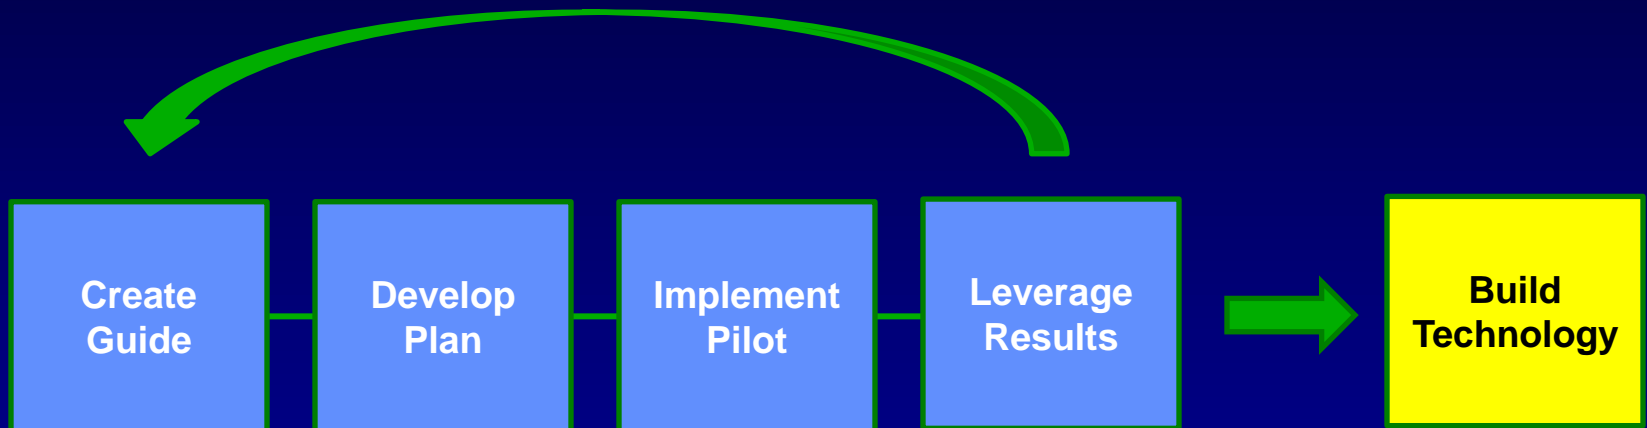 Create
Guide
Develop
Plan
Implement
Pilot
Leverage
Results
Build
Technology